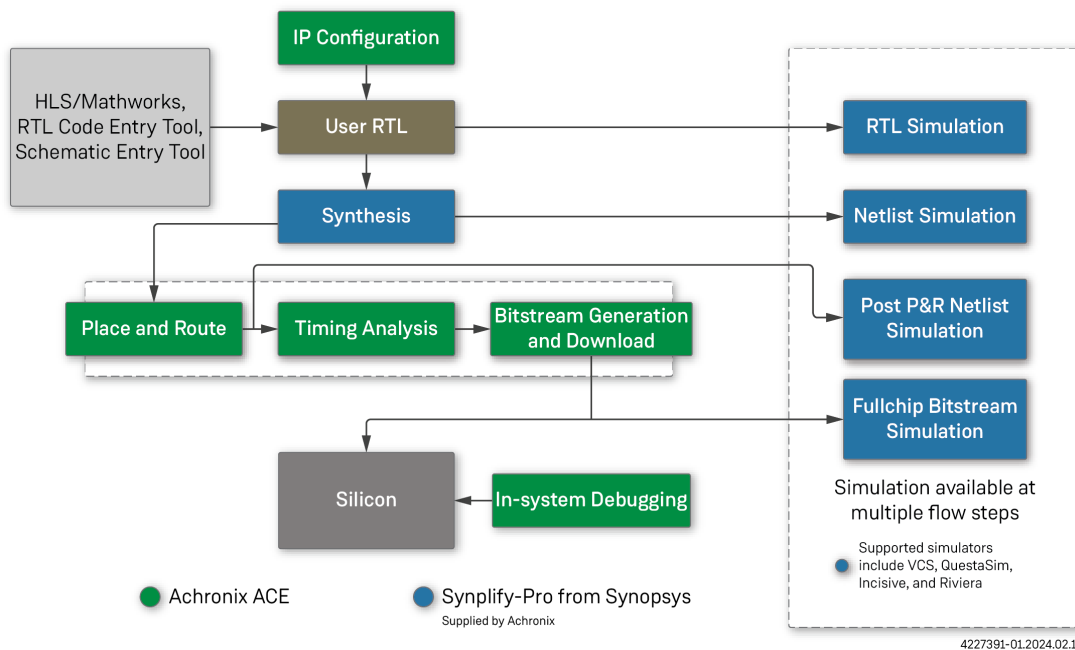 IP Configuration
HLS/Mathworks,
RTL Code Entry Tool,
Schematic Entry Tool
User RTL
RTL Simulation
Synthesis
Netlist Simulation
Place and Route
Timing Analysis
Bitstream Generation
and Download
Post P&R Netlist
Simulation
Fullchip Bitstream
Simulation
Silicon
In-system Debugging
Simulation available at
multiple flow steps
Supported simulators
include VCS, QuestaSim,
Incisive, and Riviera
Achronix ACE
Synplify-Pro from Synopsys
Supplied by Achronix
4227391-01.2024.02.1